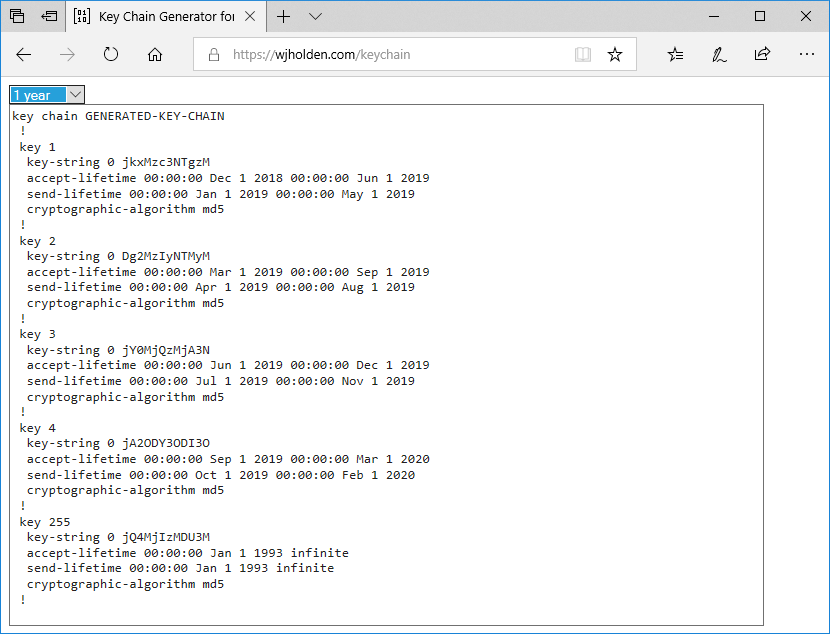 Key Chain Generator for
https://wjholden.com/keychain
1 year
key chain GENERATED-KEY-CHAIN
!
key 1
key-string 0 jkxMzc3NTgzM
accept-lifetime 00:00:00 Dec 1 2018 00:00:00 Jun 1 2019
send-lifetime 00:00:00 Jan 1 2019 00:00:00 May 1 2019
cryptographic-algorithm md5
!
key 2
key-string 0 Dg2MzIyNTMyM
accept-lifetime 00:00:00 Mar 1 2019 00:00:00 Sep 1 2019
send-lifetime 00:00:00 Apr 1 2019 00:00:00 Aug 1 2019
cryptographic-algorithm md5
!
key 3
key-string 0 jY0MjQzMjA3N
accept-lifetime 00:00:00 Jun 1 2019 00:00:00 Dec 1 2019
send-lifetime 00:00:00 Jul 1 2019 00:00:00 Nov 1 2019
cryptographic-algorithm md5
!
key 4
key-string 0 jA2ODY3ODI3O
accept-lifetime 00:00:00 Sep 1 2019 00:00:00 Mar 1 2020
send-lifetime 00:00:00 Oct 1 2019 00:00:00 Feb 1 2020
cryptographic-algorithm md5
!
key 255
key-string 0 jQ4MjIzMDU3M
accept-lifetime 00:00:00 Jan 1 1993 infinite
send-lifetime 00:00:00 Jan 1 1993 infinite
cryptographic-algorithm md5
!